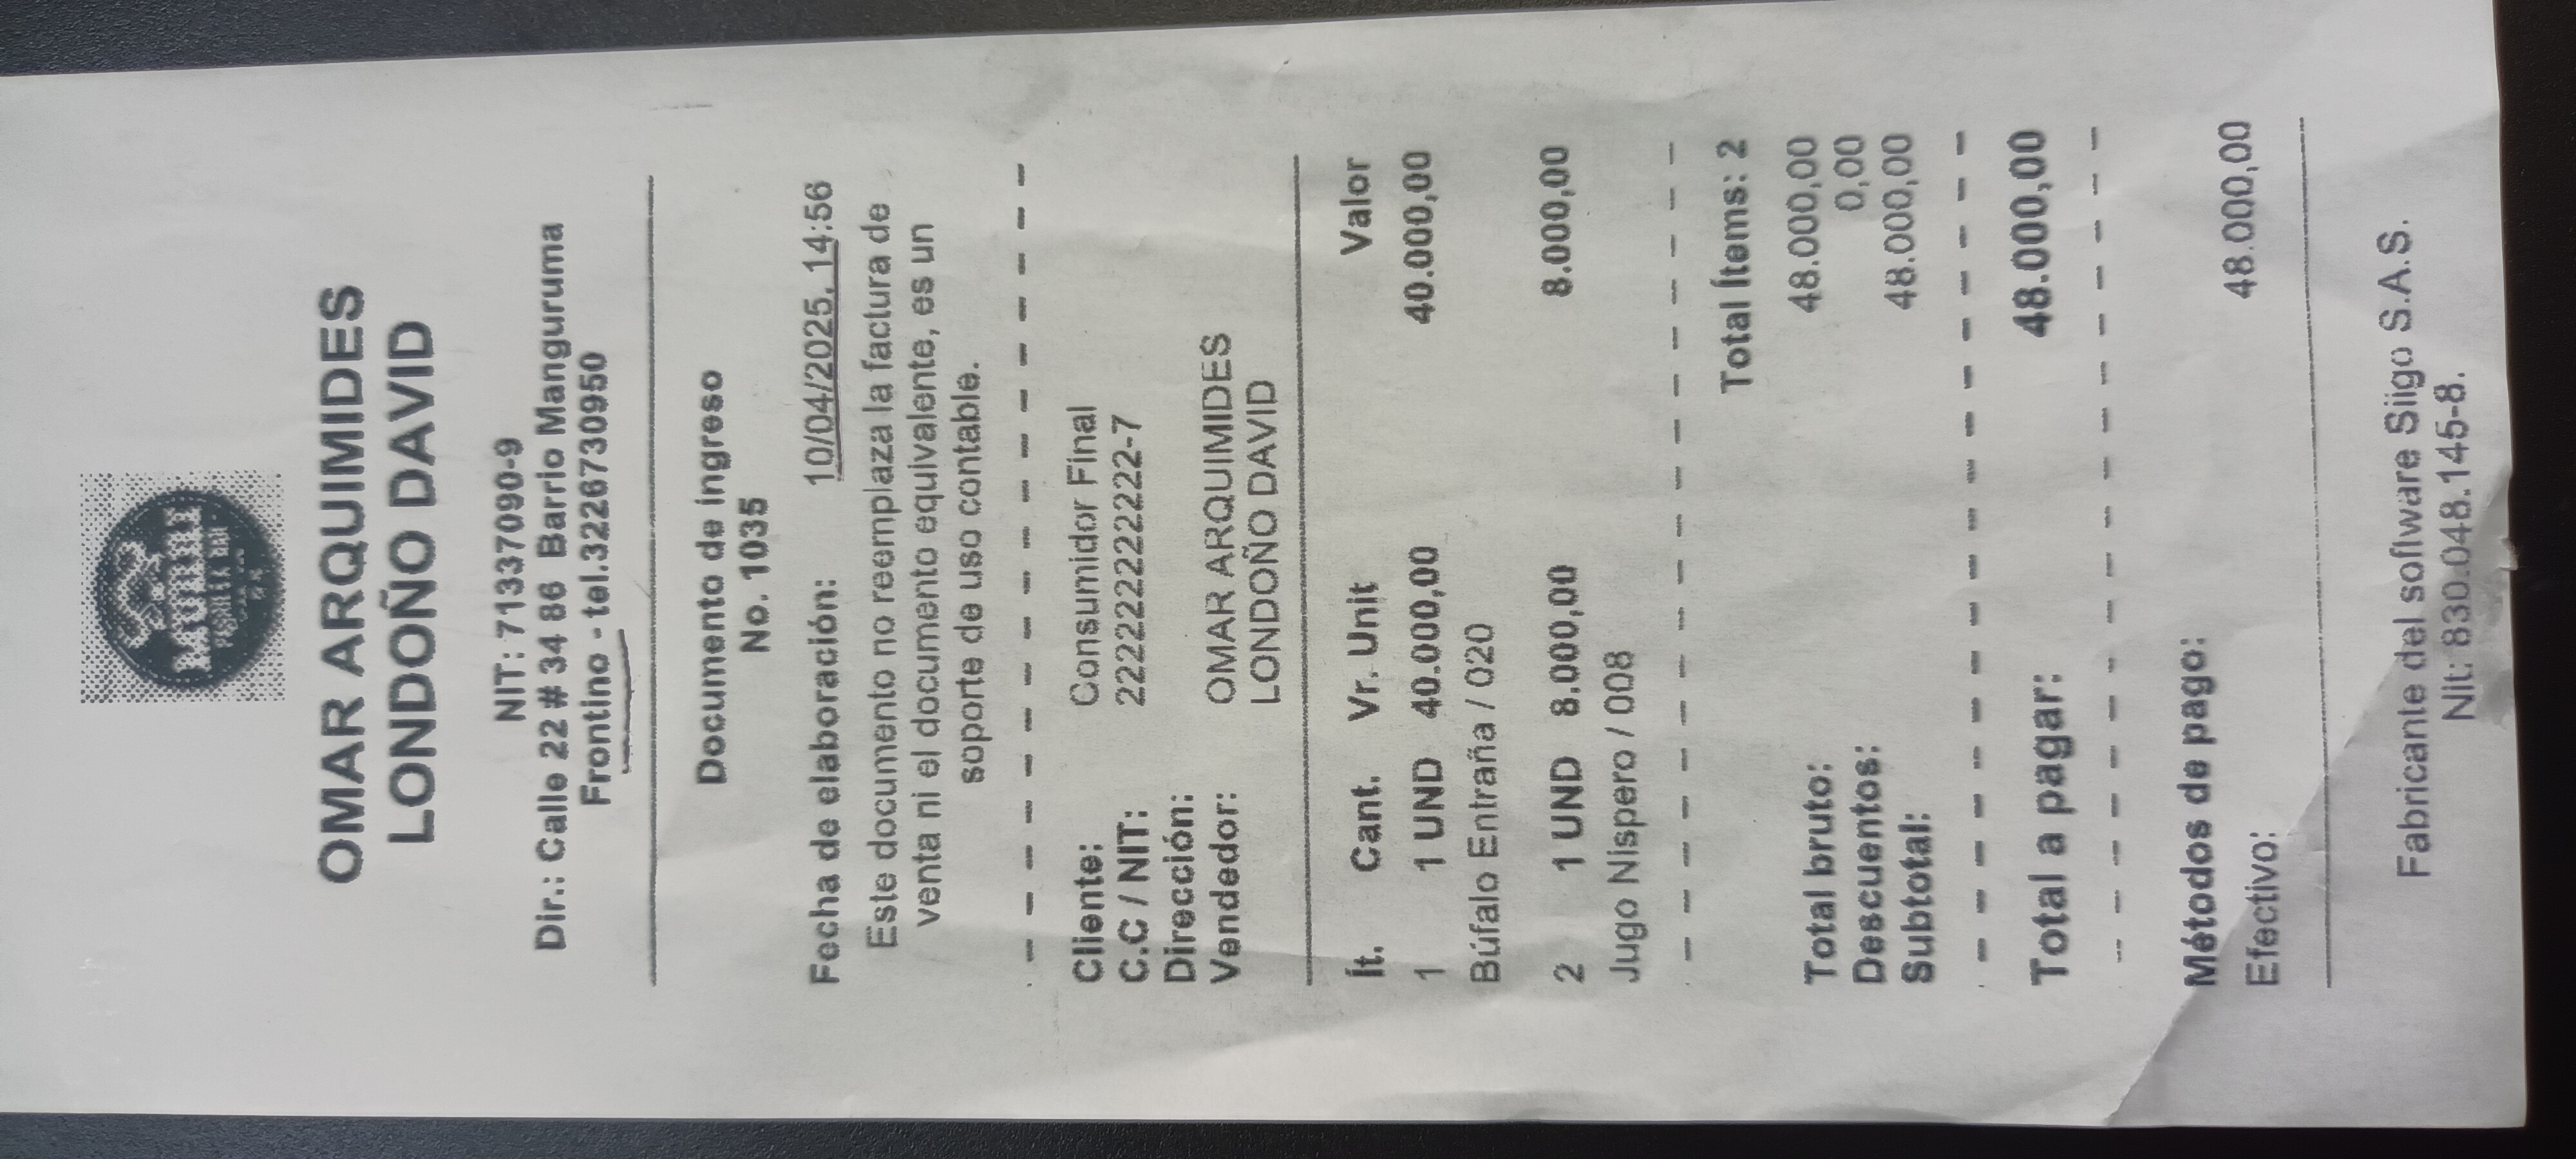 OMAR ARQUIMIDES
LONDOÑO DAVID
NIT: 71337090-9
Dir.: Calle 22 # 34 86 Barrio Manguruma
Frontino - tel.3226730950
Documento de ingreso
No. 1035
Fecha de elaboración: 10/04/2025, 14:56
Este documento no reemplaza la factura de
venta ni el documento equivalente, es un
soporte de uso contable.
Cliente: Consumidor Final
C.C / NIT: 222222222222-7
Dirección:
Vendedor: OMAR ARQUIMIDES
LONDOÑO DAVID
Ít. Cant. Vr. Unit Valor
1 1 UND 40.000,00 40.000,00
Búfalo Entraña / 020
2 1 UND 8.000,00 8.000,00
Jugo Nispero / 008
Total Ítems: 2
Total bruto: 48.000,00
Descuentos: 0,00
Subtotal: 48.000,00
Total a pagar: 48.000,00
Métodos de pago:
Efectivo: 48.000,00
Fabricante del software Siigo S.A.S.
Nit: 830.048.145-8.